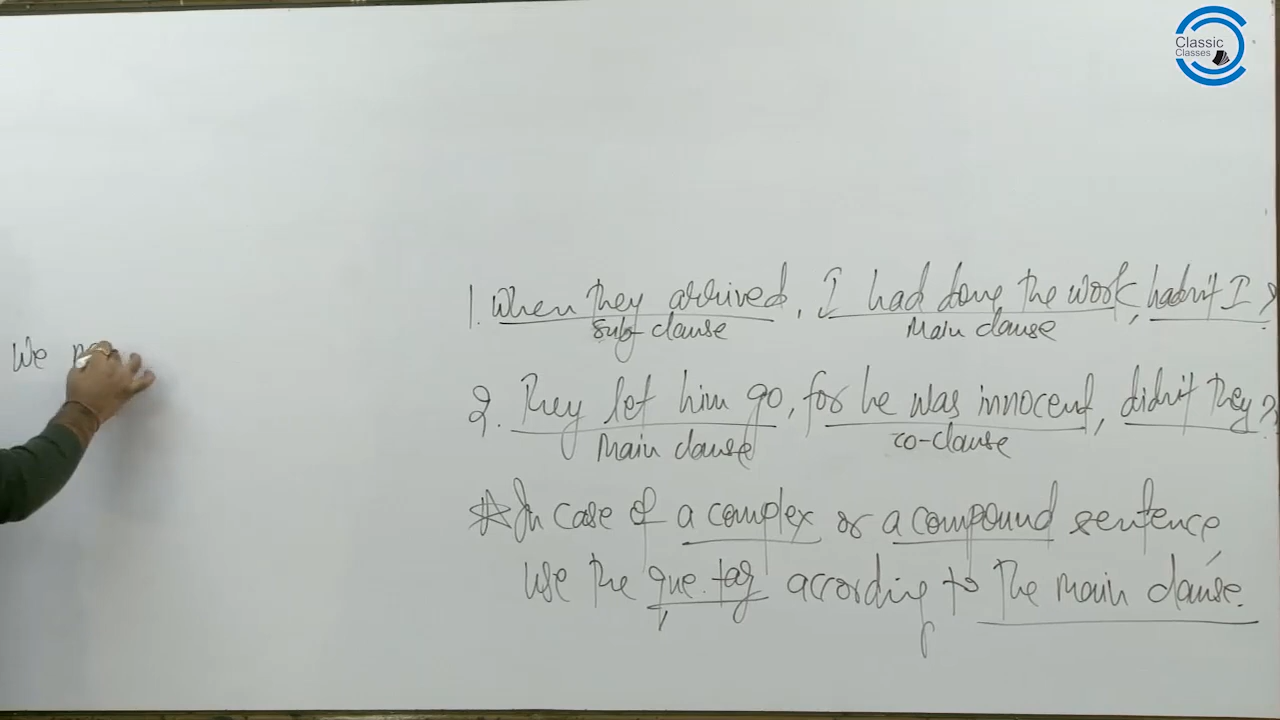 Classic
Classes
1. When they arrived, I had done the work, hadn't I?
Sub clause Main clause
We
2. They let him go, for he was innocent, didn't they?
Main clause co-clause
☆ In case of a complex or a compound sentence,
use the que. tag according to the main clause.